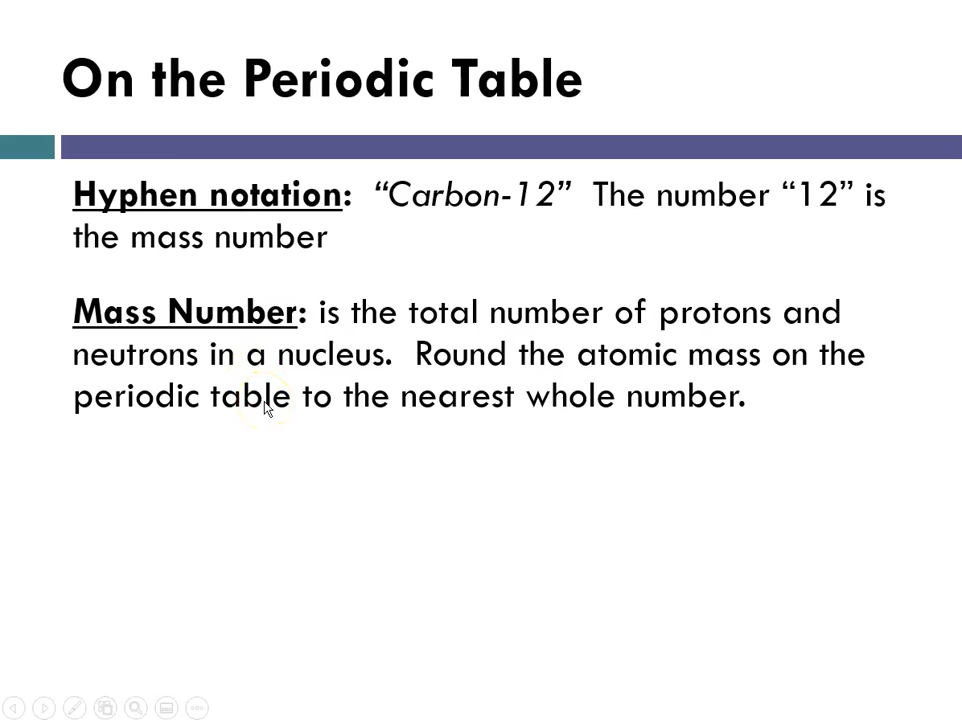 On the Periodic Table
Hyphen notation: “Carbon-12” The number “12” is
the mass number
Mass Number: is the total number of protons and
neutrons in a nucleus. Round the atomic mass on the
periodic table to the nearest whole number.